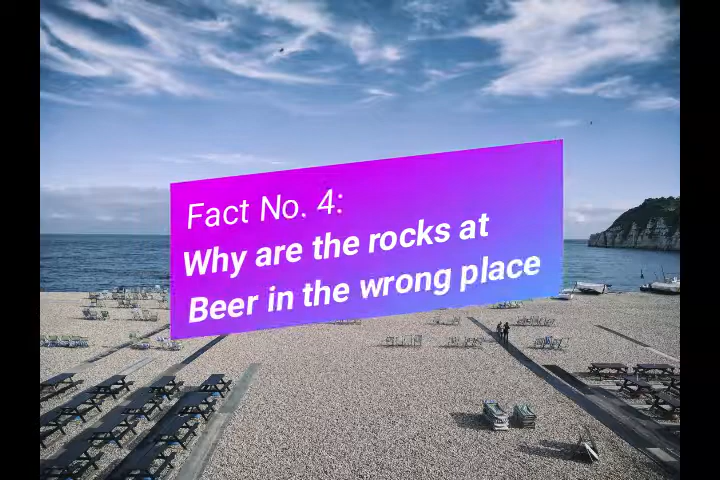 Fact No. 4:
Why are the rocks at
Beer in the wrong place